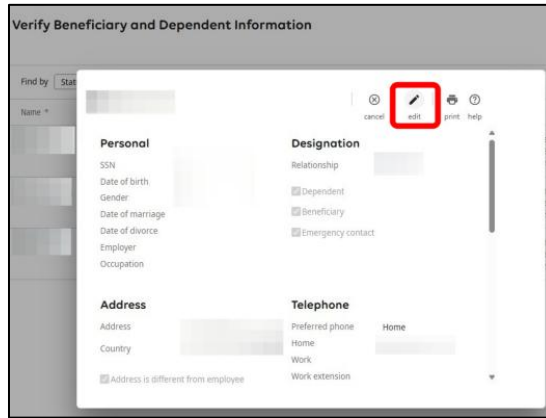 Verify Beneficiary and Dependent Information
Find by Stat
Name *
cancel edit print help
Personal
SSN
Date of birth
Gender
Date of marriage
Date of divorce
Employer
Occupation
Designation
Relationship
Dependent
Beneficiary
Emergency contact
Address
Address
Country
Address is different from employee
Telephone
Preferred phone Home
Home
Work
Work extension